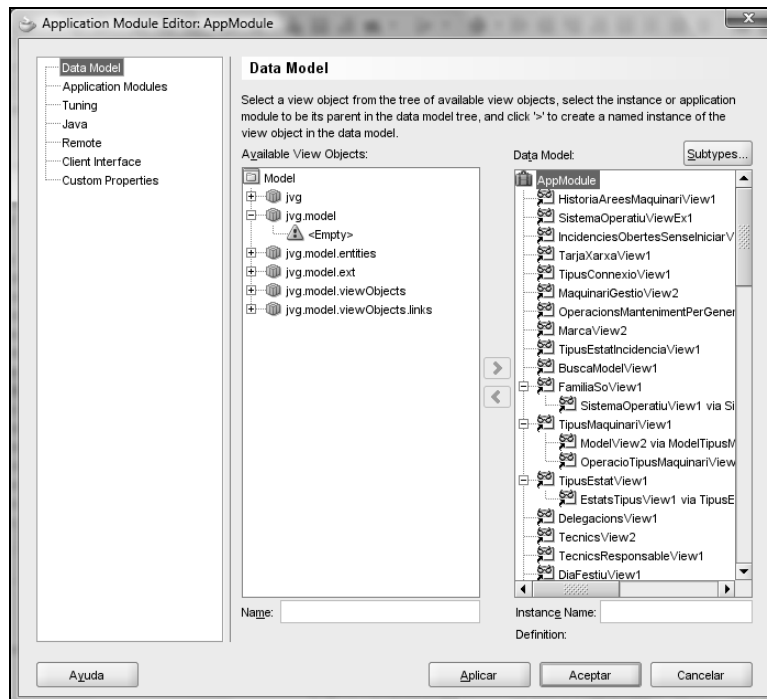 Application Module Editor: AppModule
Data Model
Application Modules
Tuning
Java
Remote
Client Interface
Custom Properties
Data Model
Select a view object from the tree of available view objects, select the instance or application
module to be its parent in the data model tree, and click '>' to create a named instance of the
view object in the data model.
Available View Objects:
Model
jvg
jvg.model
<Empty>
jvg.model.entities
jvg.model.ext
jvg.model.viewObjects
jvg.model.viewObjects.links
Name:
Data Model:
Subtypes...
AppModule
HistoriaAreesMaquinariView1
SistemaOperatiuViewEx1
IncidenciesObertesSenseIniciarV
TarjaXarxaView1
TipusConnexioView1
MaquinariGestioView2
OperacionsMantenimentPerGener
MarcaView2
TipusEstatIncidenciaView1
BuscaModelView1
FamiliaSoView1
SistemaOperatiuView1 via Si
TipusMaquinariView1
ModelView2 via ModelTipusM
OperacioTipusMaquinariView
TipusEstatView1
EstatsTipusView1 via TipusE
DelegacionsView1
TecnicsView2
TecnicsResponsableView1
DiaFestiuView1
Instance Name:
Definition:
Ayuda
Aplicar
Aceptar
Cancelar